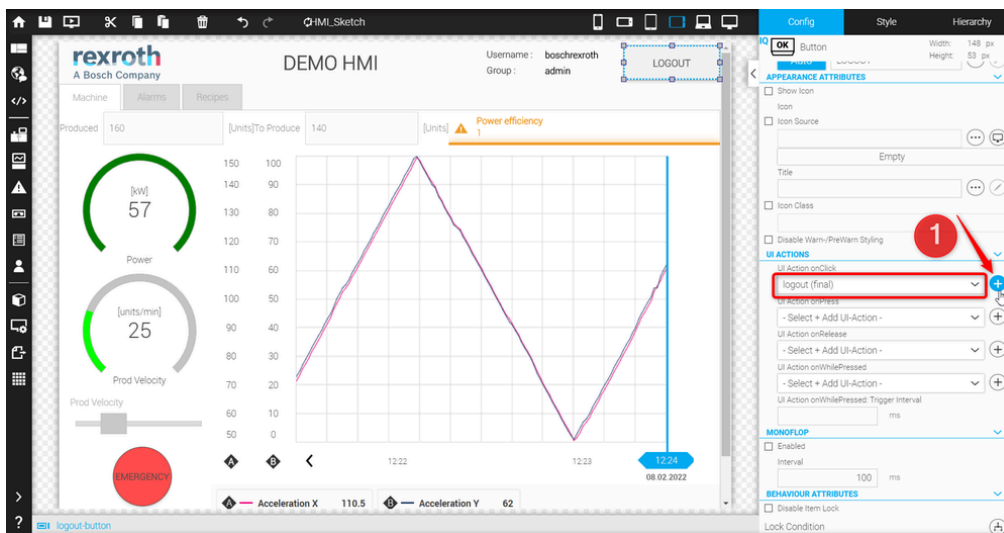 HMI_Sketch
Config Style Hierarchy
IQ OK Button
Width: 148 px
Height: 53 px
rexroth
A Bosch Company
DEMO HMI
Username : boschrexroth
Group : admin
LOGOUT
Machine Alarms Recipes
Produced 160 [Units]To Produce 140 [Units]
Power efficiency
1
[kW]
57
Power
[units/min]
25
Prod Velocity
Prod Velocity
EMERGENCY
150 100
140 90
130 80
120 70
110 60
100 50
90 40
80 30
70 20
60 10
50 0
A B 12:22 12:23 12:24
08.02.2022
A Acceleration X 110.5 B Acceleration Y 62
logout-button
Auto LOGOUT
APPEARANCE ATTRIBUTES
Show Icon
Icon
Icon Source
Empty
Title
Icon Class
Disable Warn-/PreWarn Styling
1
UI ACTIONS
UI Action onClick
logout (final)
UI Action onPress
- Select + Add UI-Action -
UI Action onRelease
- Select + Add UI-Action -
UI Action onWhilePressed
- Select + Add UI-Action -
UI Action onWhilePressed: Trigger Interval
ms
MONOFLOP
Enabled
Interval
100 ms
BEHAVIOUR ATTRIBUTES
Disable Item Lock
Lock Condition